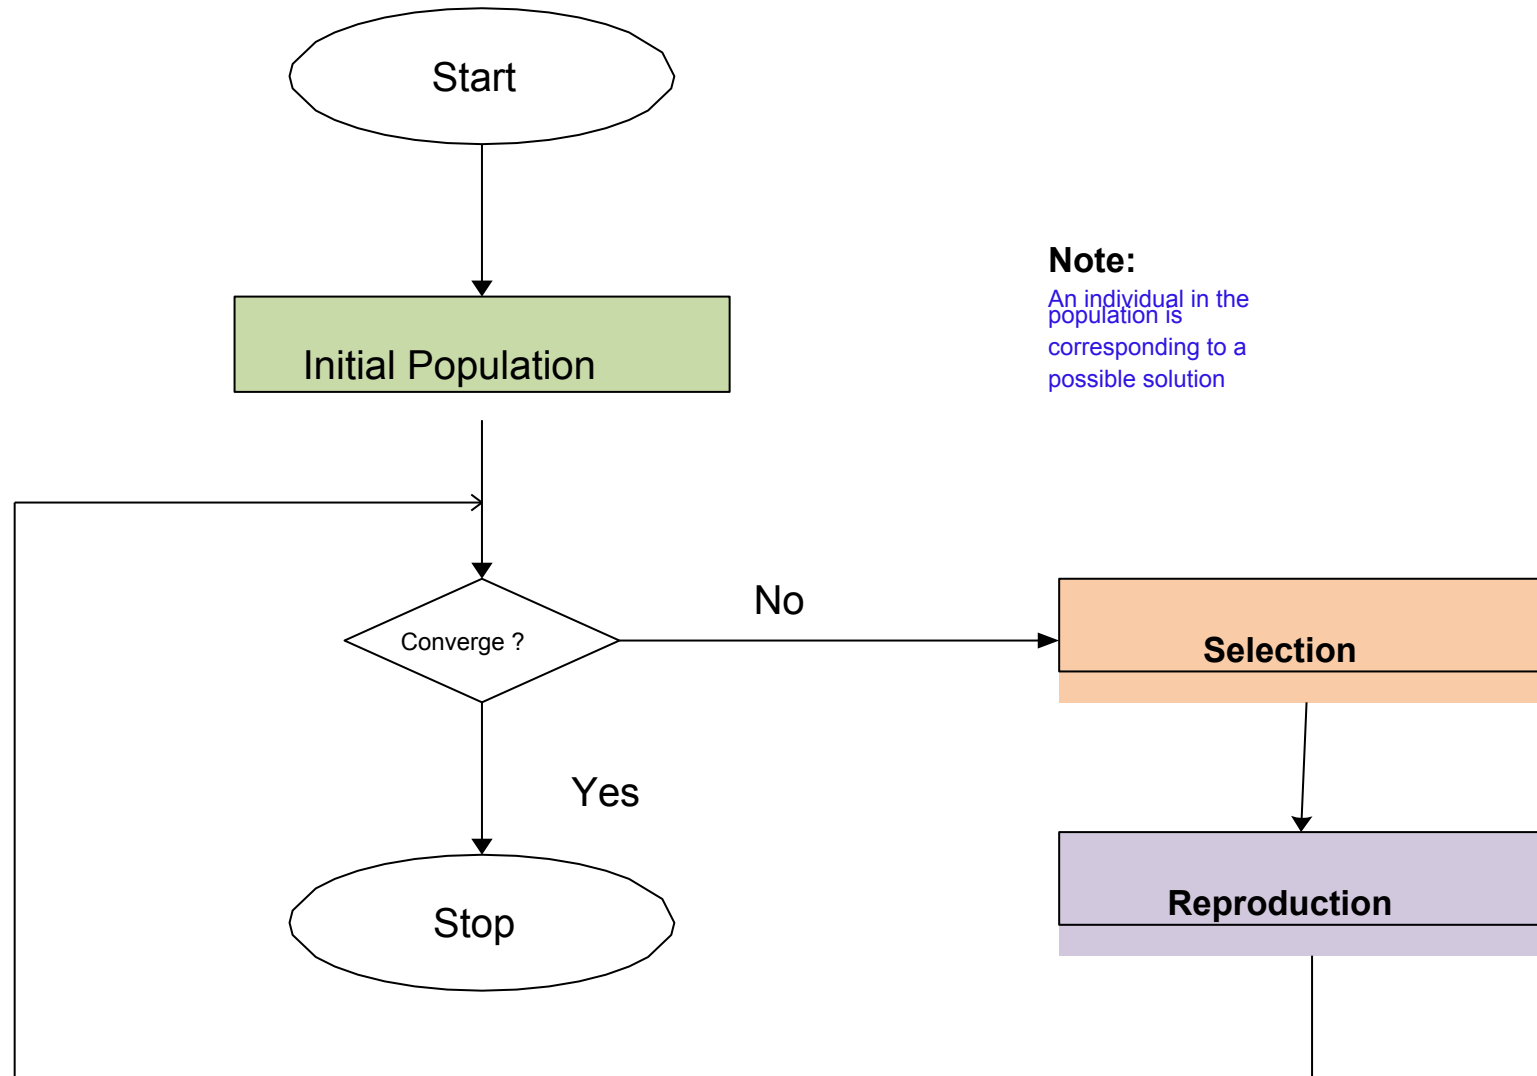 Start
Note:
An individual in the
population is
corresponding to a
possible solution
Initial Population
No
Converge ?
Selection
Yes
Reproduction
Stop